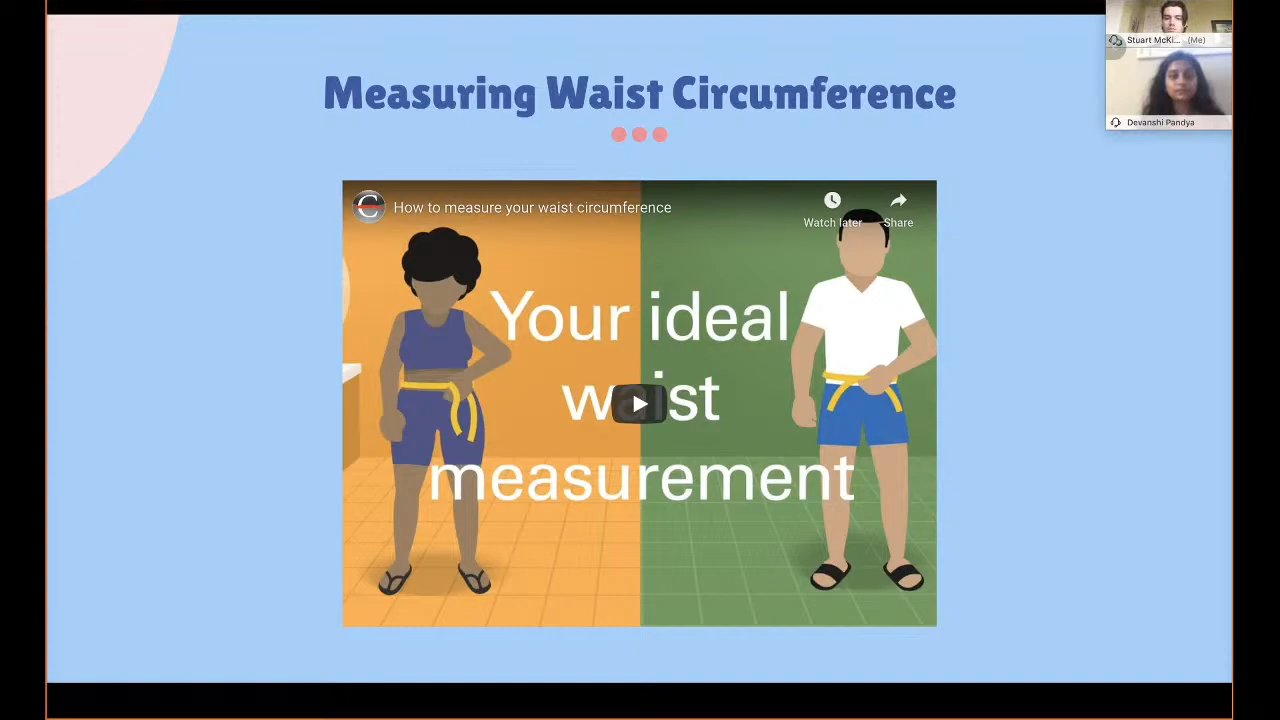 Measuring Waist Circumference
Stuart McKi... (Me)
Devanshi Pandya
C How to measure your waist circumference
Watch later Share
Your ideal
waist
measurement